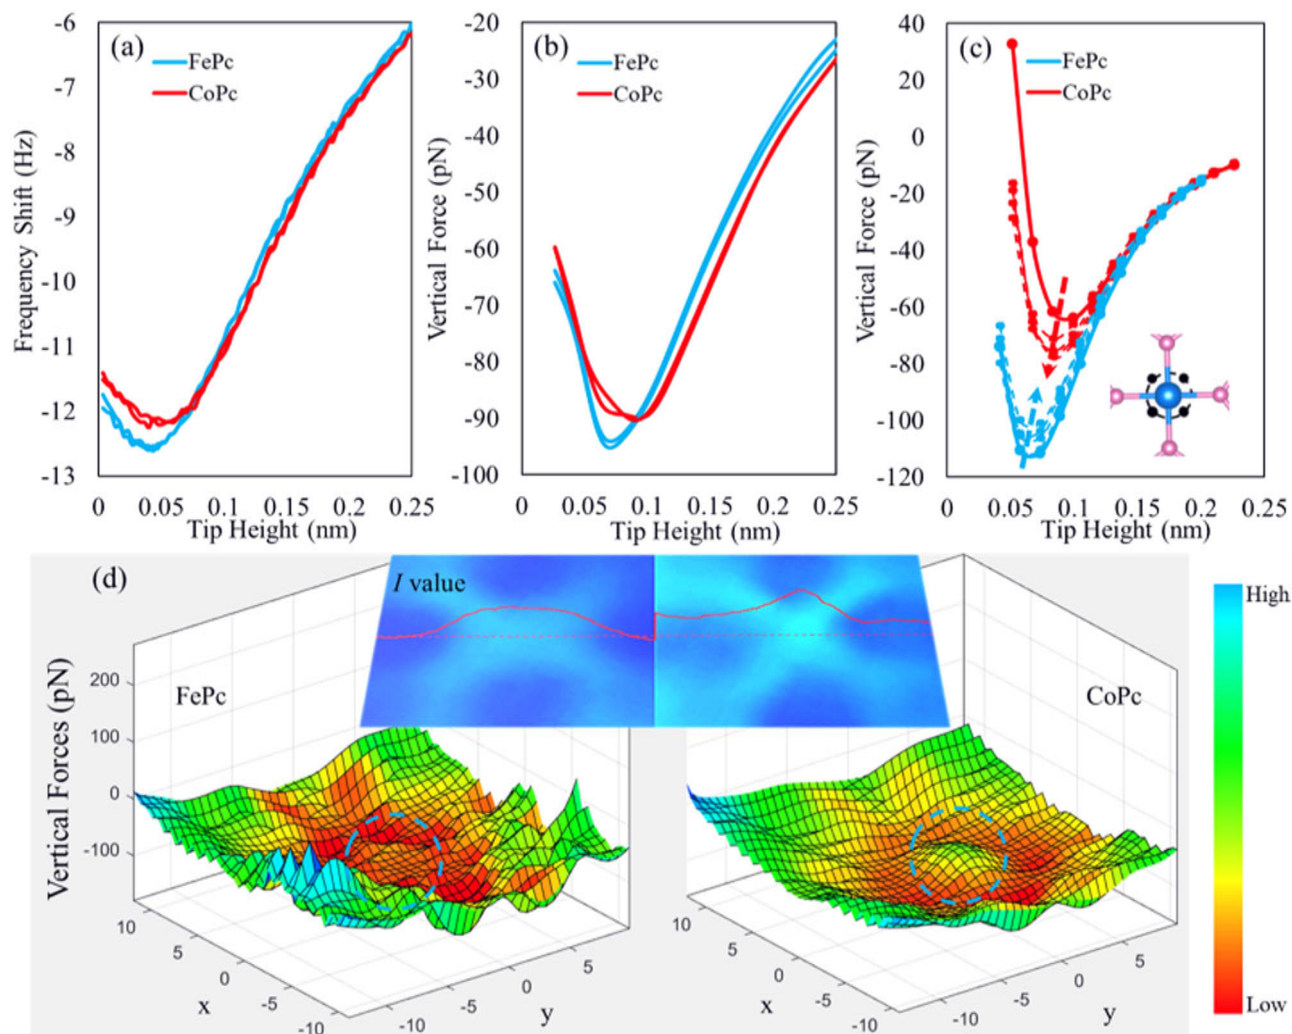 (a)
FePc
CoPc
Frequency Shift (Hz)
-6
-7
-8
-9
-10
-11
-12
-13
0
0.05
0.1
0.15
0.2
0.25
Tip Height (nm)
(b)
FePc
CoPc
Vertical Force (pN)
-20
-30
-40
-50
-60
-70
-80
-90
-100
0
0.05
0.1
0.15
0.2
0.25
Tip Height (nm)
(c)
FePc
CoPc
Vertical Force (pN)
40
20
0
-20
-40
-60
-80
-100
-120
0
0.05
0.1
0.15
0.2
0.25
Tip Height (nm)
(d)
I value
FePc
CoPc
Vertical Forces (pN)
200
100
0
-100
10
5
0
-5
-10
x
-10
-5
0
5
y
10
5
0
-5
-10
x
-10
-5
0
5
y
High
Low